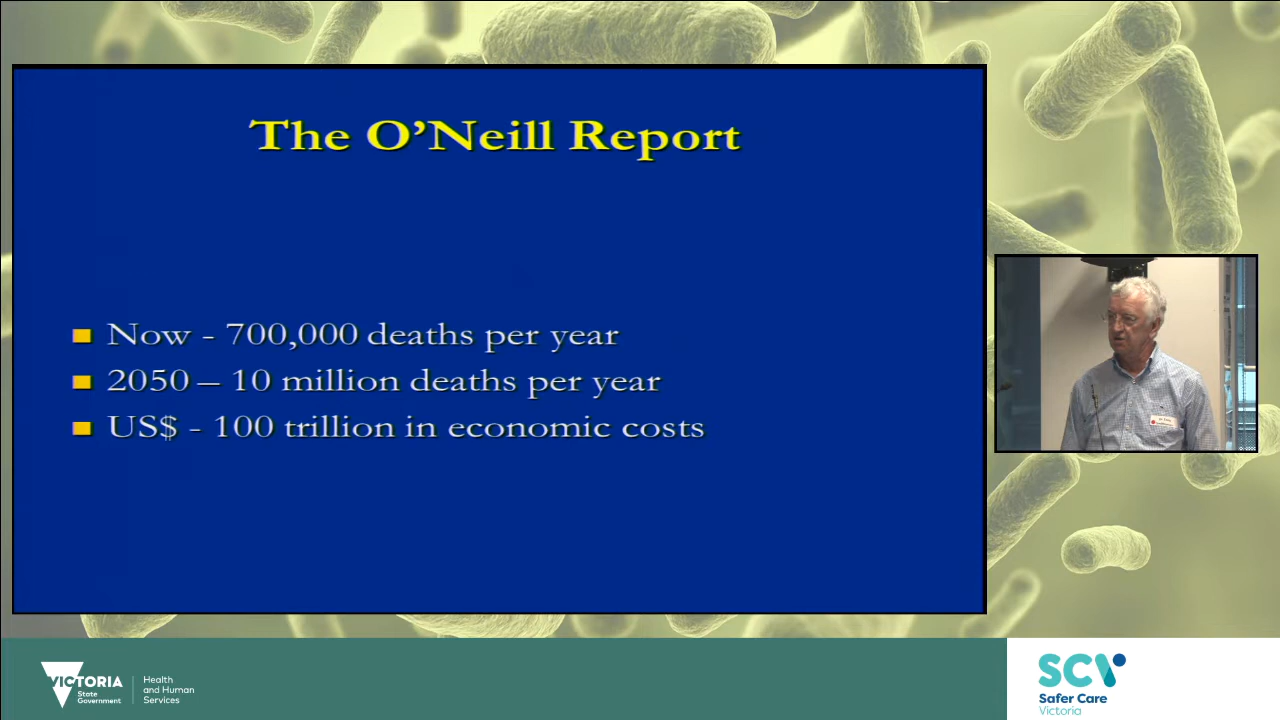 The O'Neill Report
Now - 700,000 deaths per year
2050 – 10 million deaths per year
US$ - 100 trillion in economic costs
VICTORIA
State
Government
Health
and Human
Services
SCV
Safer Care
Victoria